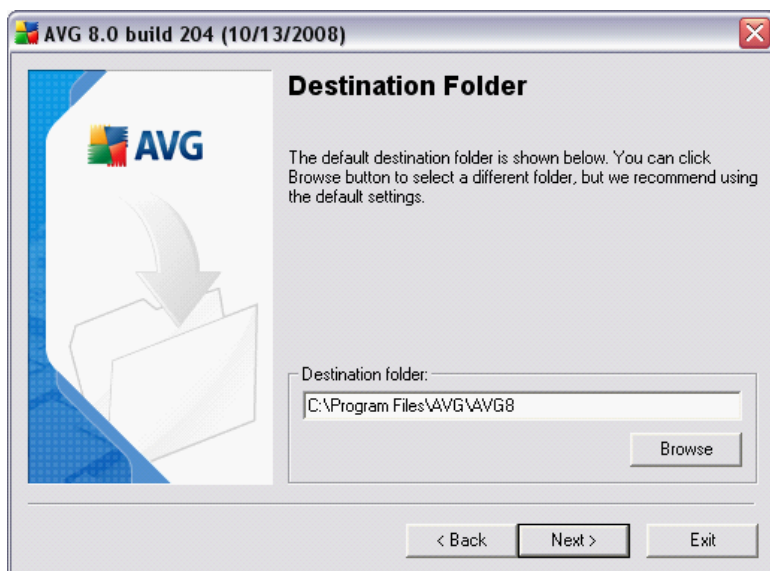 AVG 8.0 build 204 (10/13/2008)
Destination Folder
AVG
The default destination folder is shown below. You can click
Browse button to select a different folder, but we recommend using
the default settings.
Destination folder:
C:\Program Files\AVG\AVG8
Browse
< Back
Next >
Exit